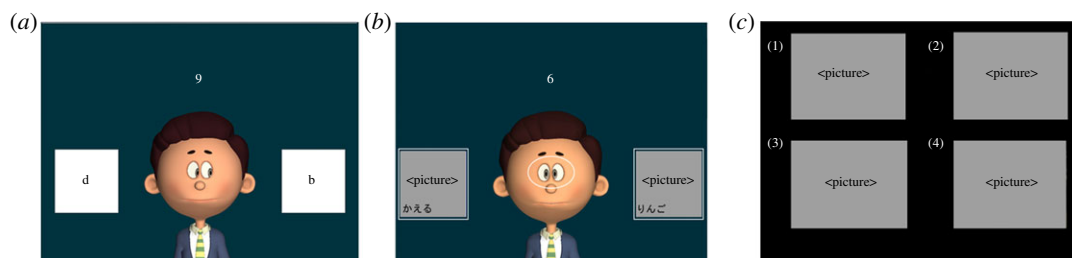 (a)
9
d
b
(b)
6
<picture>
かえる
<picture>
りんご
(c)
(1)
<picture>
(2)
<picture>
(3)
<picture>
(4)
<picture>